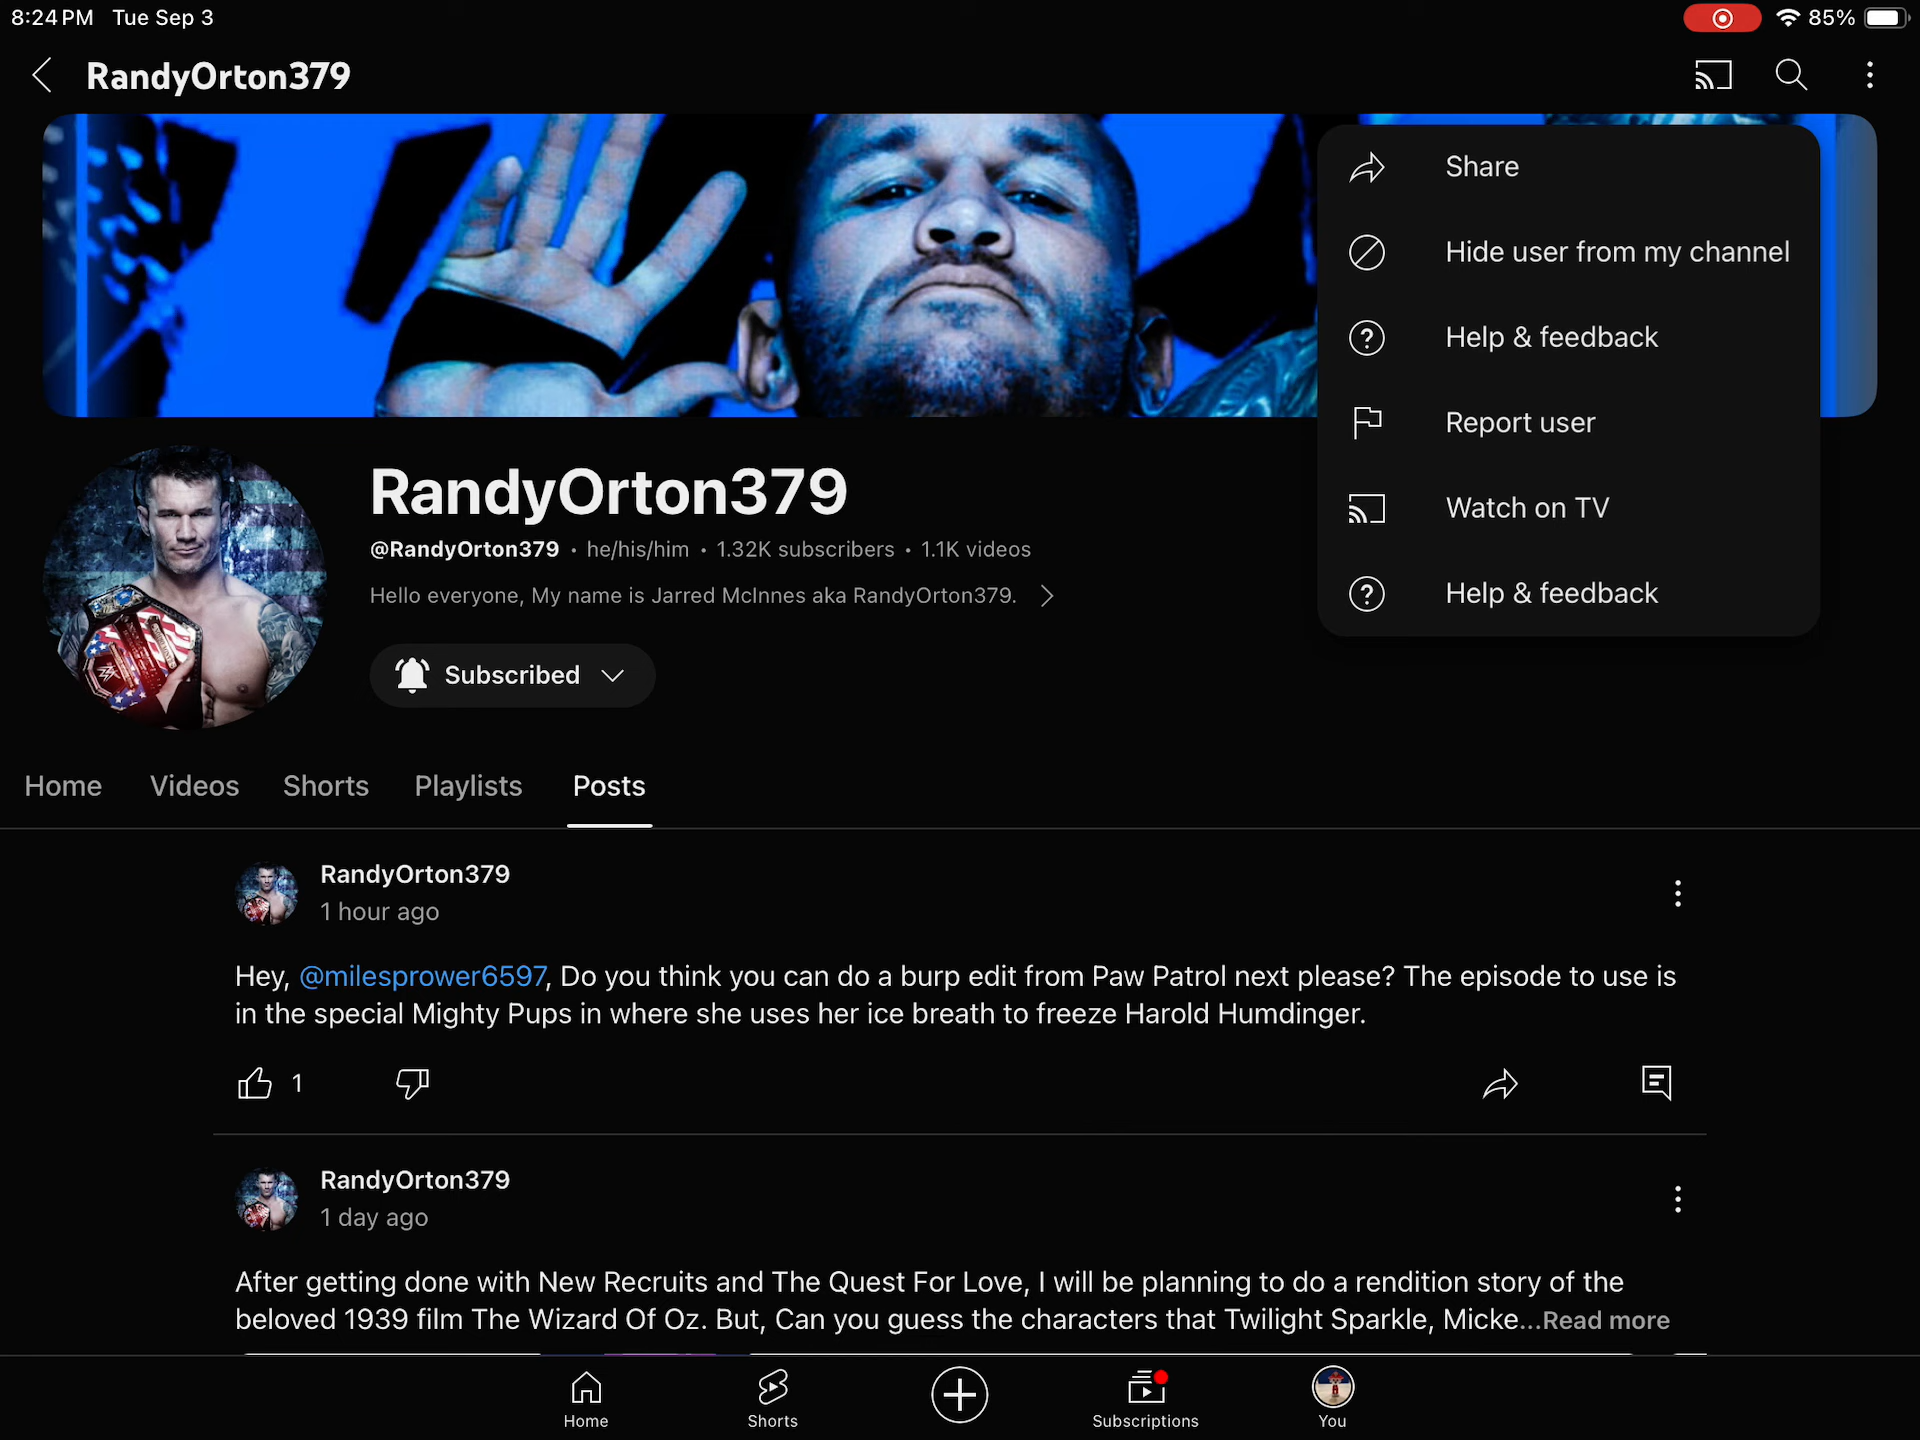 8:24 PM Tue Sep 3
85%
RandyOrton379
Share
Hide user from my channel
Help & feedback
Report user
Watch on TV
Help & feedback
RandyOrton379
@RandyOrton379 • he/his/him • 1.32K subscribers • 1.1K videos
Hello everyone, My name is Jarred McInnes aka RandyOrton379.
Subscribed
Home Videos Shorts Playlists Posts
RandyOrton379
1 hour ago
Hey, @milesprower6597, Do you think you can do a burp edit from Paw Patrol next please? The episode to use is
in the special Mighty Pups in where she uses her ice breath to freeze Harold Humdinger.
1
RandyOrton379
1 day ago
After getting done with New Recruits and The Quest For Love, I will be planning to do a rendition story of the
beloved 1939 film The Wizard Of Oz. But, Can you guess the characters that Twilight Sparkle, Micke...Read more
Home Shorts Subscriptions You